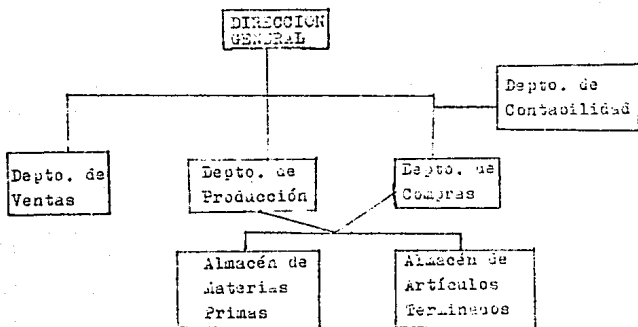 DIRECCION
GENERAL
Depto. de
Contabilidad
Depto. de
Ventas
Depto. de
Producción
Depto. de
Compras
Almacén de
Materias
Primas
Almacén de
Artículos
Terminados